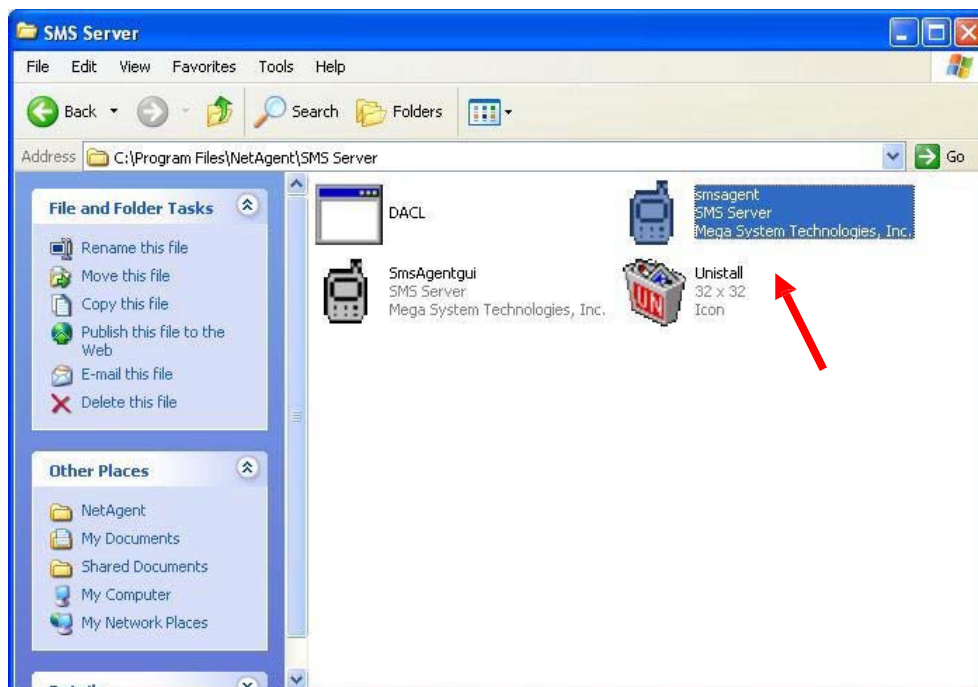 SMS Server
File Edit View Favorites Tools Help
Back Search Folders
Address C:\Program Files\NetAgent\SMS Server Go
File and Folder Tasks
Rename this file
Move this file
Copy this file
Publish this file to the
Web
E-mail this file
Delete this file
Other Places
NetAgent
My Documents
Shared Documents
My Computer
My Network Places
DACL
smsagent
SMS Server
Mega System Technologies, Inc.
SmsAgentgui
SMS Server
Mega System Technologies, Inc.
UN
Unistall
32 x 32
Icon